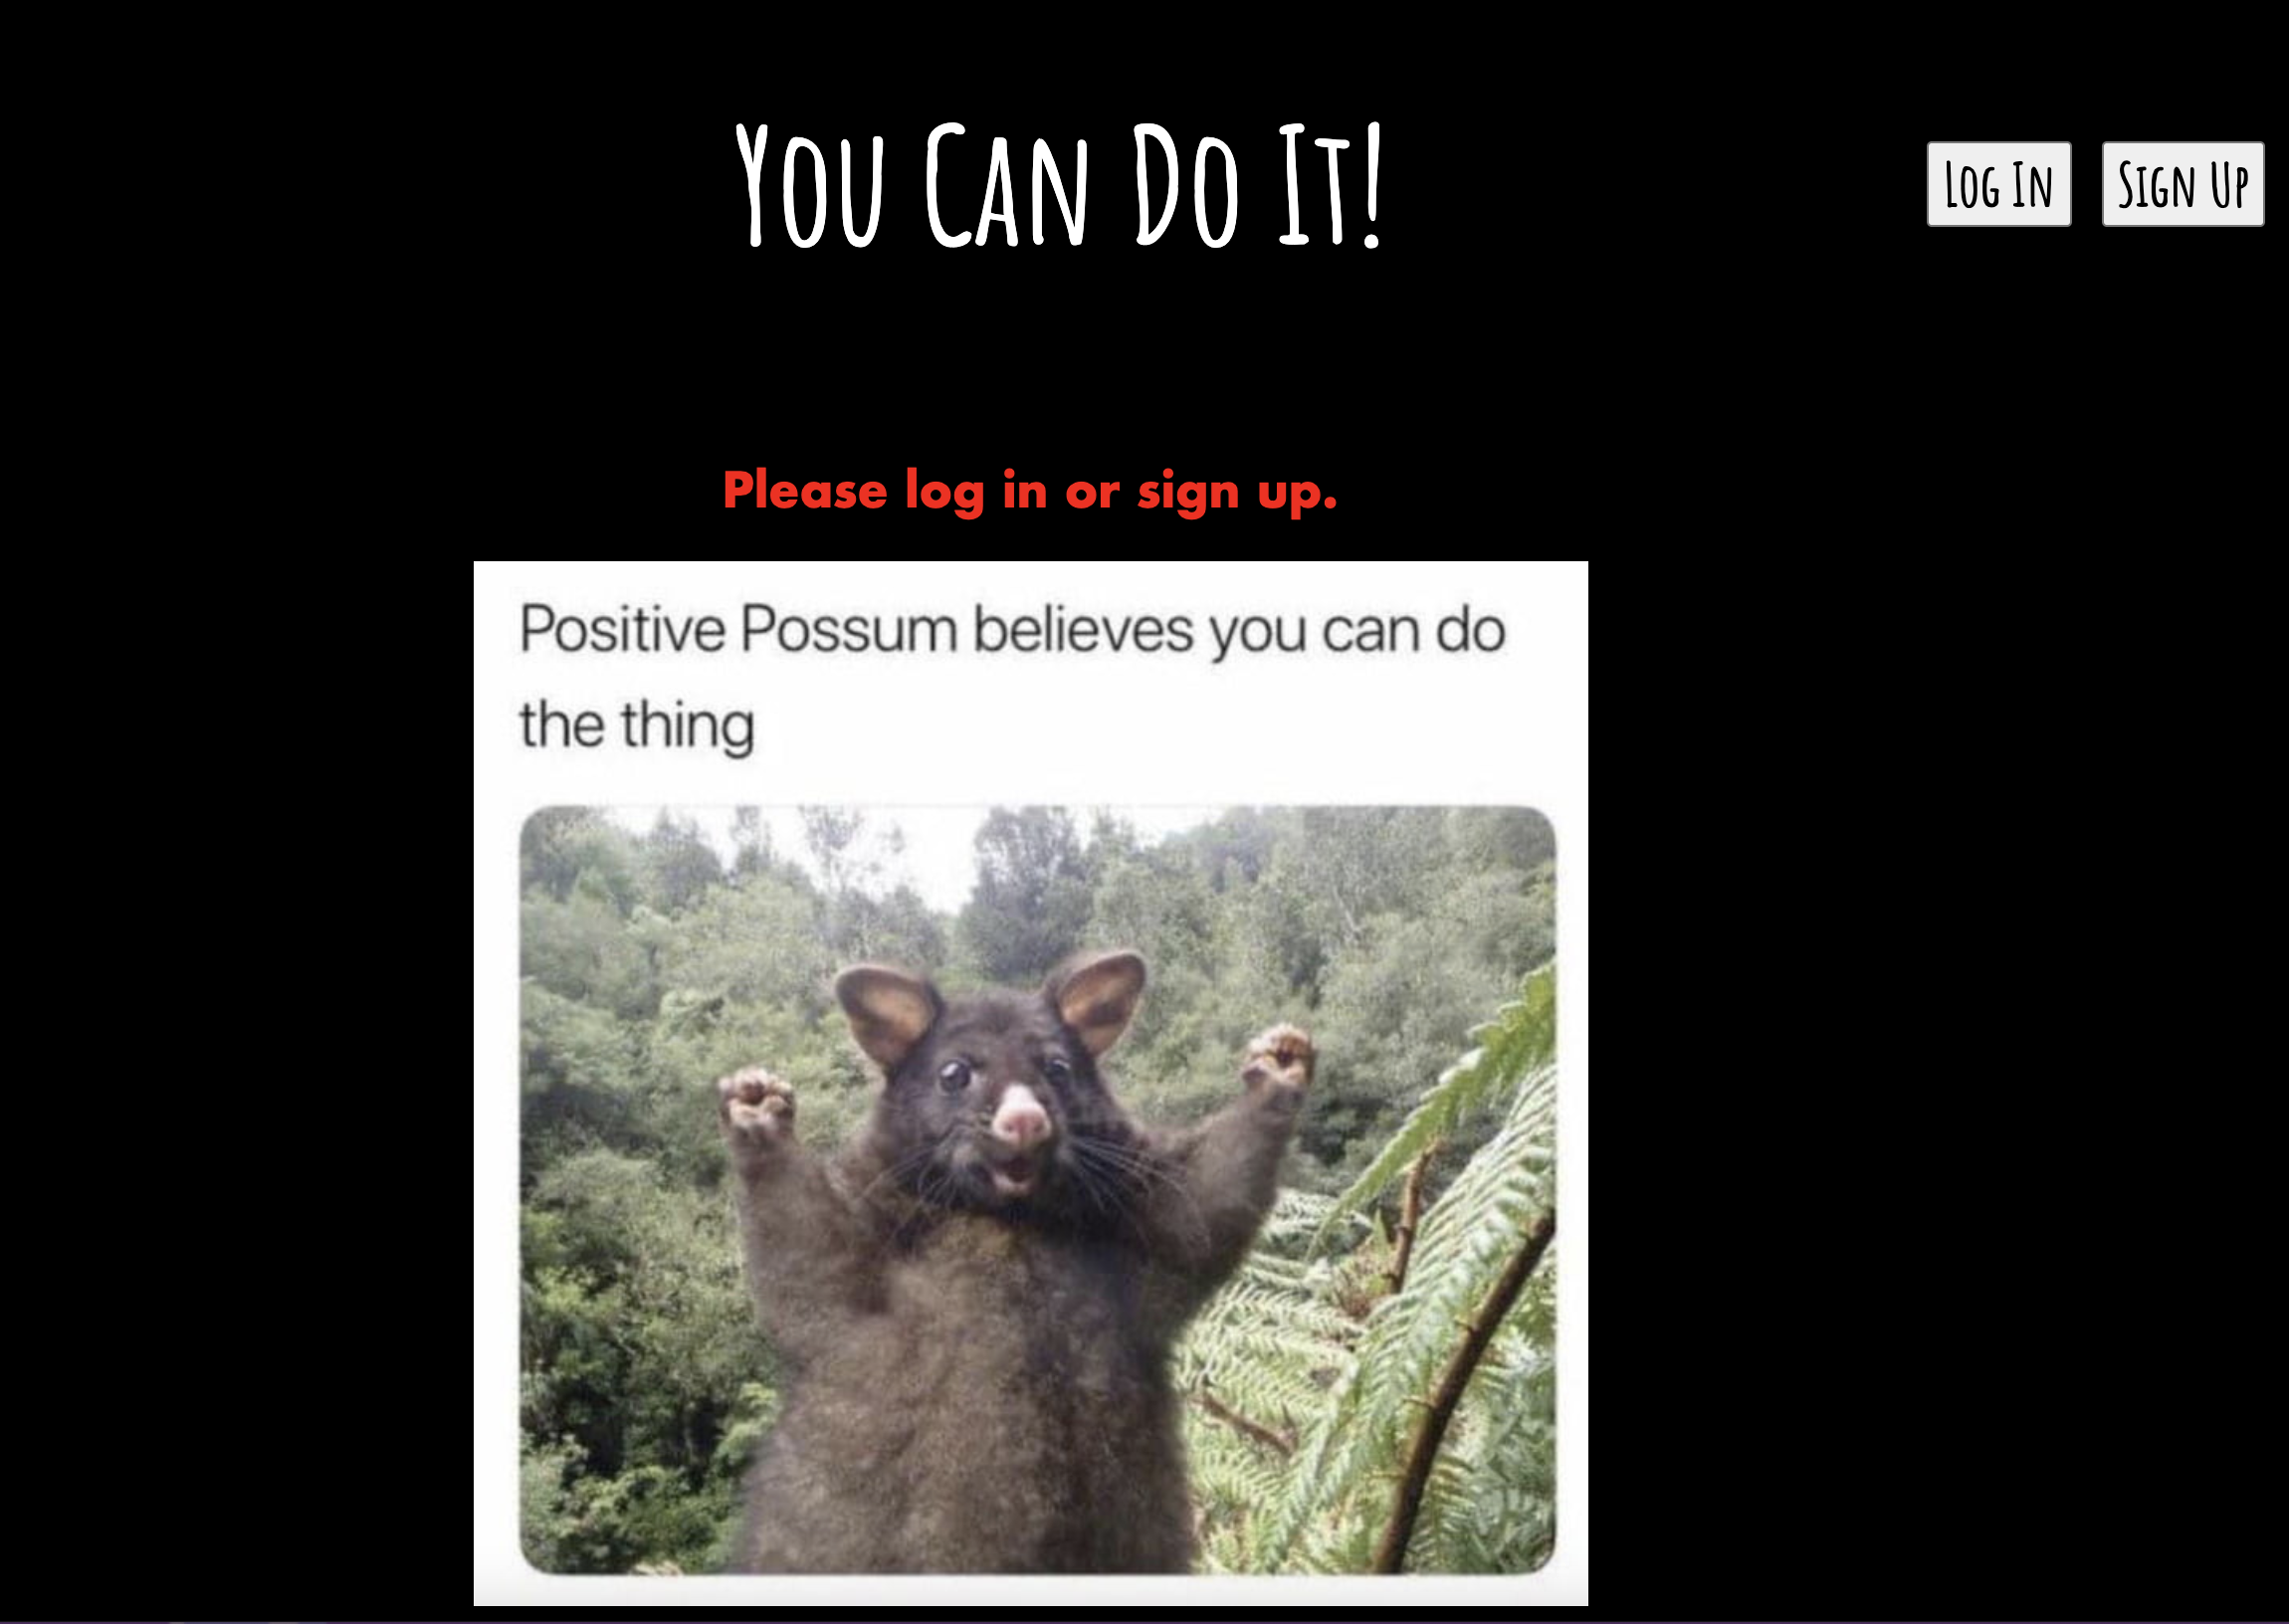 You Can Do It!
Log In
Sign Up
Please log in or sign up.
Positive Possum believes you can do
the thing